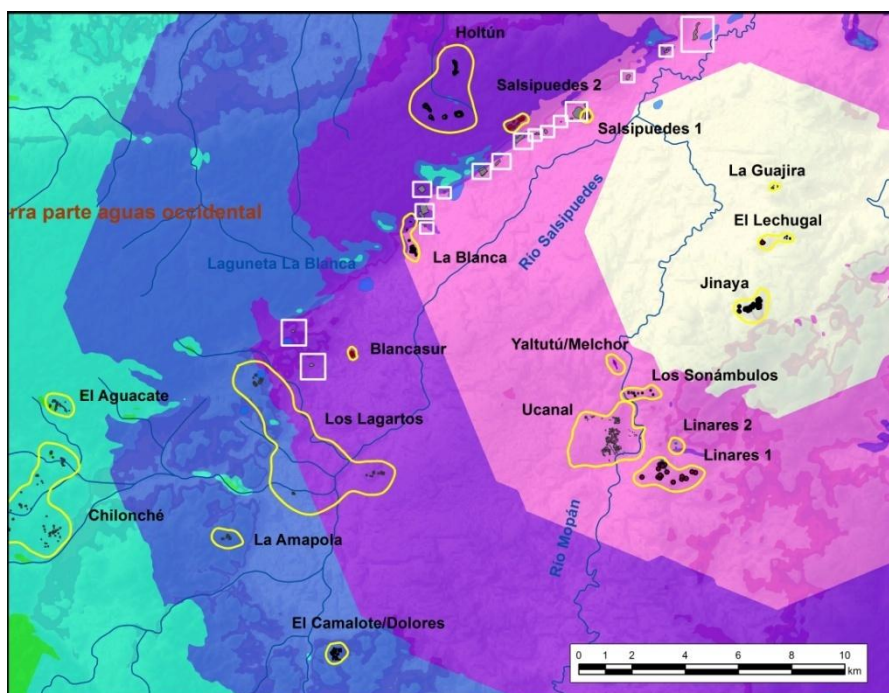 Holtún
Salsipuedes 2
Salsipuedes 1
La Guajira
El Lechugal
rra parte aguas occidental
Río Salsipuedes
La Blanca
Laguneta La Blanca
Jinaya
Blancasur
Yaltutú/Melchor
Los Sonámbulos
El Aguacate
Los Lagartos
Ucanal
Linares 2
Linares 1
Chilonché
La Amapola
Río Mopán
El Camalote/Dolores
0 1 2 4 6 8 10
km